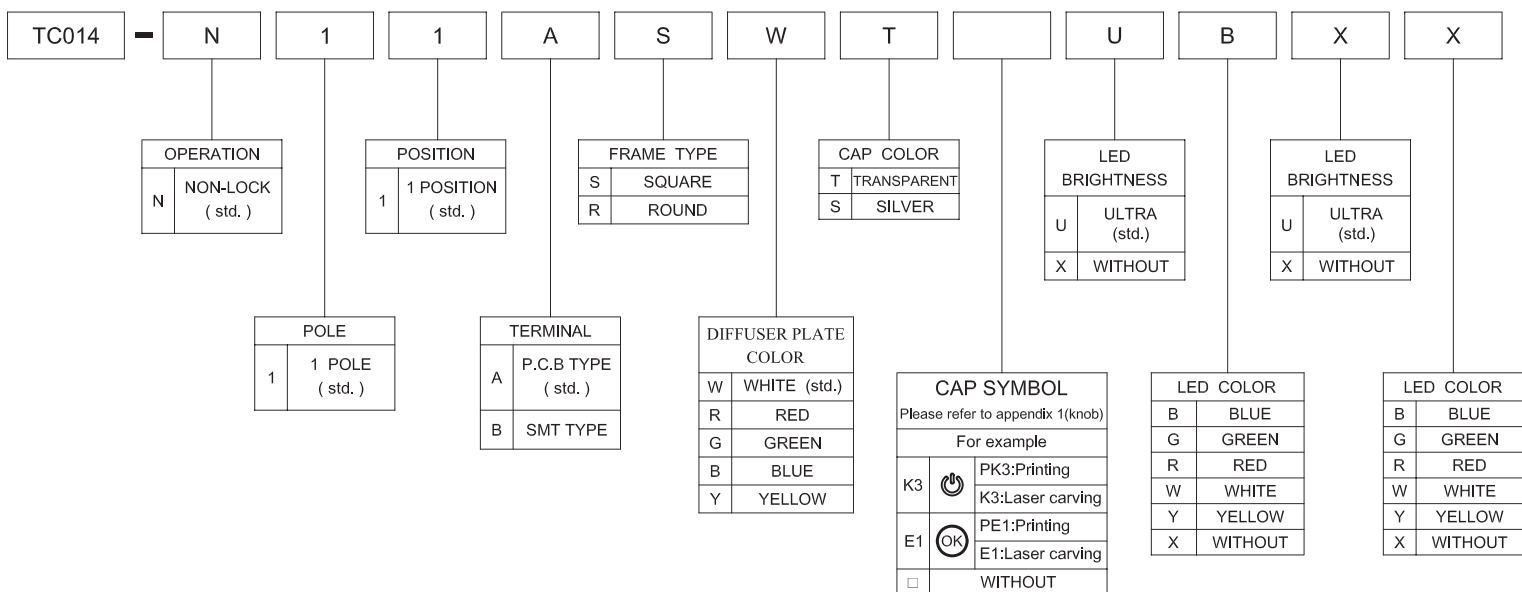 TC014 - N 1 1 A S W T U B X X
OPERATION
N NON-LOCK
( std. )
POSITION
1 1 POSITION
( std. )
FRAME TYPE
S SQUARE
R ROUND
CAP COLOR
T TRANSPARENT
S SILVER
LED
BRIGHTNESS
U ULTRA
(std.)
X WITHOUT
LED
BRIGHTNESS
U ULTRA
(std.)
X WITHOUT
POLE
1 1 POLE
( std. )
TERMINAL
A P.C.B TYPE
( std. )
B SMT TYPE
DIFFUSER PLATE
COLOR
W WHITE (std.)
R RED
G GREEN
B BLUE
Y YELLOW
CAP SYMBOL
Please refer to appendix 1(knob)
For example
K3 PK3:Printing
K3:Laser carving
E1 OK PE1:Printing
E1:Laser carving
□ WITHOUT
LED COLOR
B BLUE
G GREEN
R RED
W WHITE
Y YELLOW
X WITHOUT
LED COLOR
B BLUE
G GREEN
R RED
W WHITE
Y YELLOW
X WITHOUT